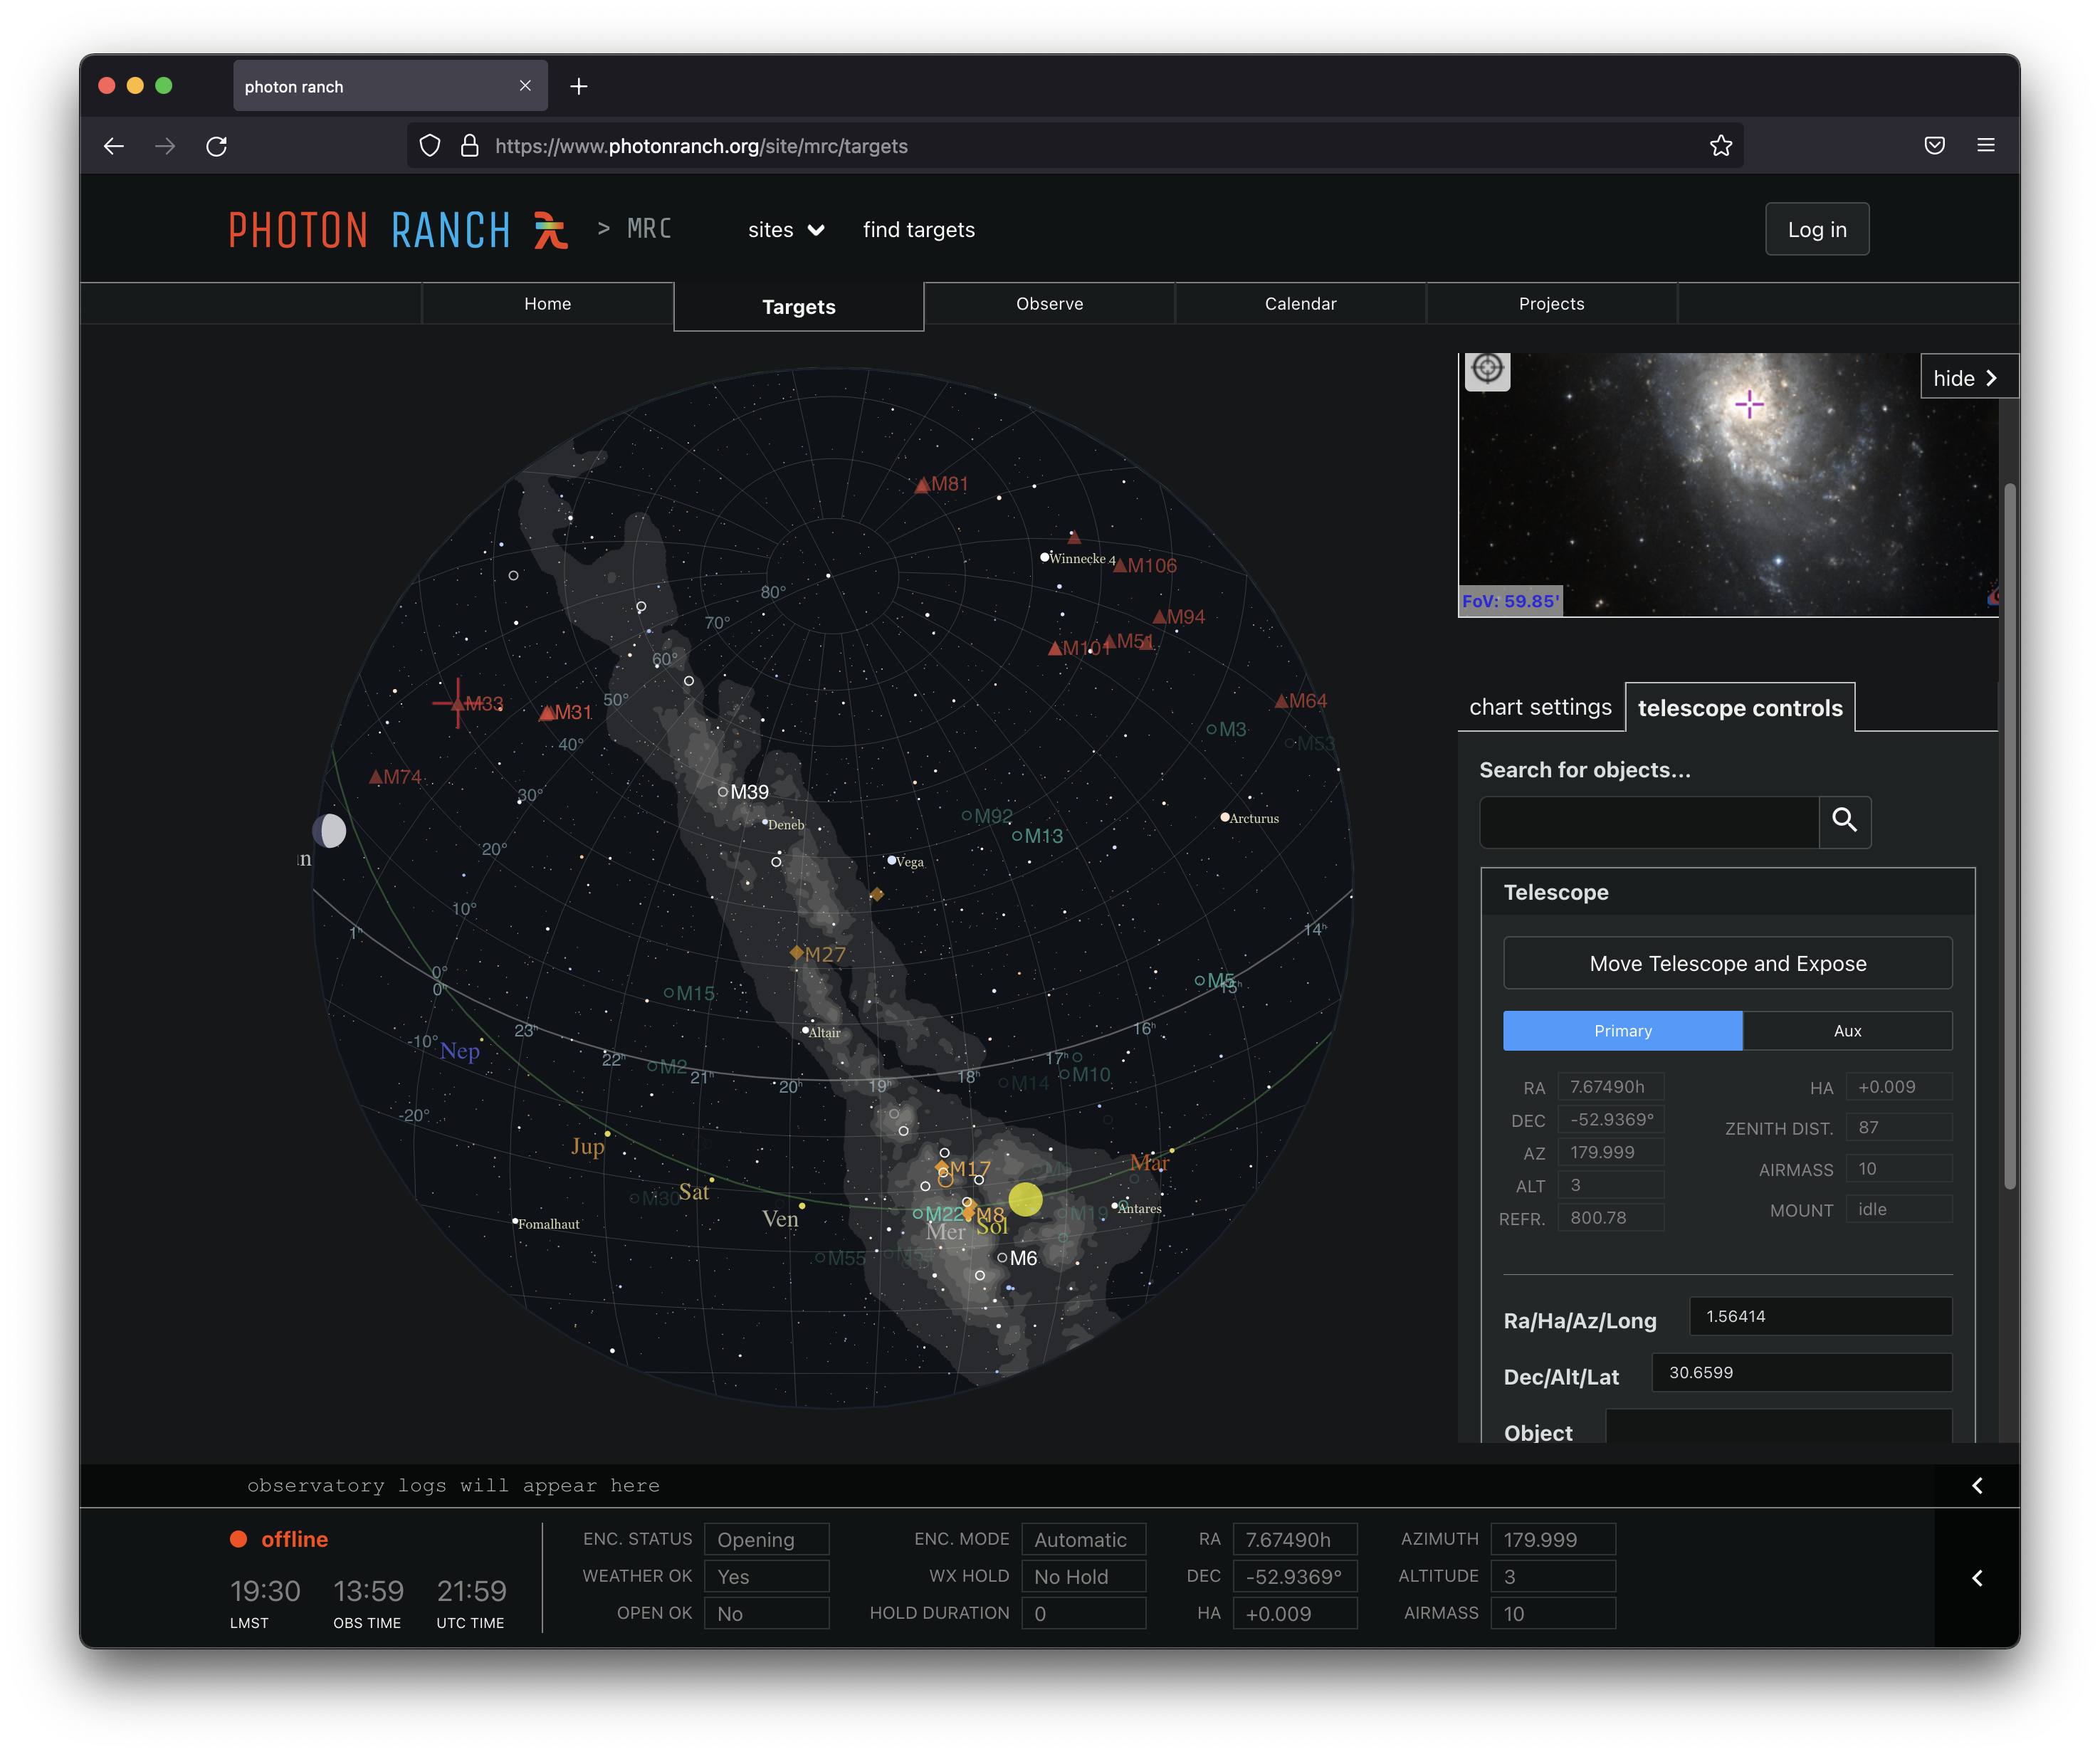 photon ranch
https://www.photonranch.org/site/mrc/targets
PHOTON RANCH > MRC
sites
find targets
Log in
Home
Targets
Observe
Calendar
Projects
hide
FoV: 59.85'
M81
Winnecke 4
M106
M94
M101
M51
M33
M31
M64
M3
M53
M74
M39
Deneb
M92
M13
Arcturus
Vega
M27
M15
M5
Altair
Nep
M2
M14
M10
Jup
M17
Mar
Sat
M30
Ven
M22
M8
M19
Antares
Mer
Sol
Fomalhaut
M55
M54
M6
80°
70°
60°
50°
40°
30°
20°
10°
0°
0°
-10°
-20°
1h
23h
22h
21h
20h
19h
18h
17h
16h
15h
14h
in
chart settings
telescope controls
Search for objects...
Telescope
Move Telescope and Expose
Primary
Aux
RA 7.67490h
DEC -52.9369°
AZ 179.999
ALT 3
REFR. 800.78
HA +0.009
ZENITH DIST. 87
AIRMASS 10
MOUNT idle
Ra/Ha/Az/Long 1.56414
Dec/Alt/Lat 30.6599
Object
observatory logs will appear here
offline
19:30 LMST
13:59 OBS TIME
21:59 UTC TIME
ENC. STATUS Opening
WEATHER OK Yes
OPEN OK No
ENC. MODE Automatic
WX HOLD No Hold
HOLD DURATION 0
RA 7.67490h
DEC -52.9369°
HA +0.009
AZIMUTH 179.999
ALTITUDE 3
AIRMASS 10